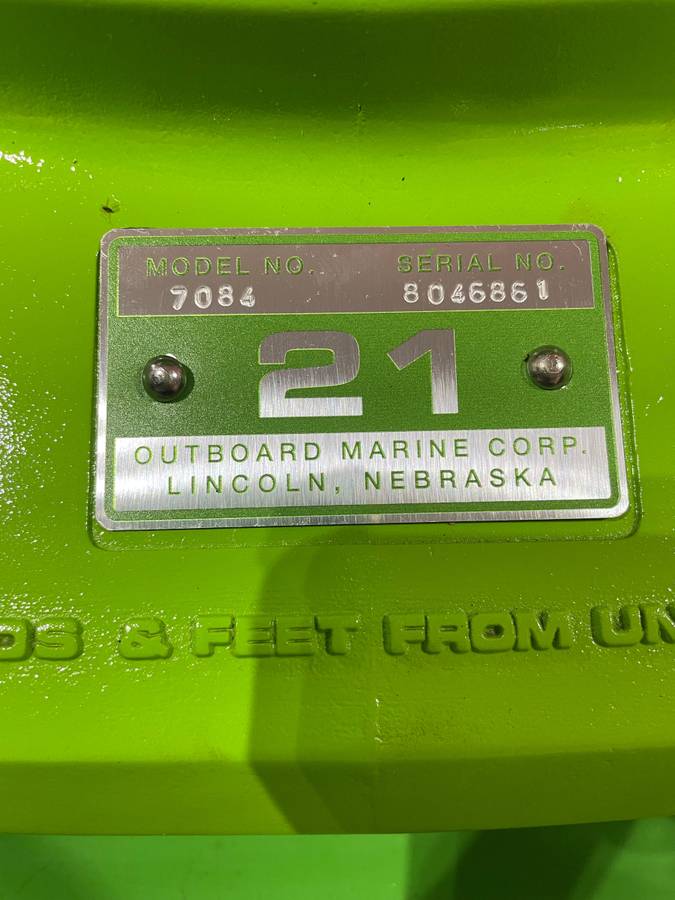 MODEL NO. SERIAL NO.
7084 8046861
21
OUTBOARD MARINE CORP.
LINCOLN, NEBRASKA
& FEET FROM